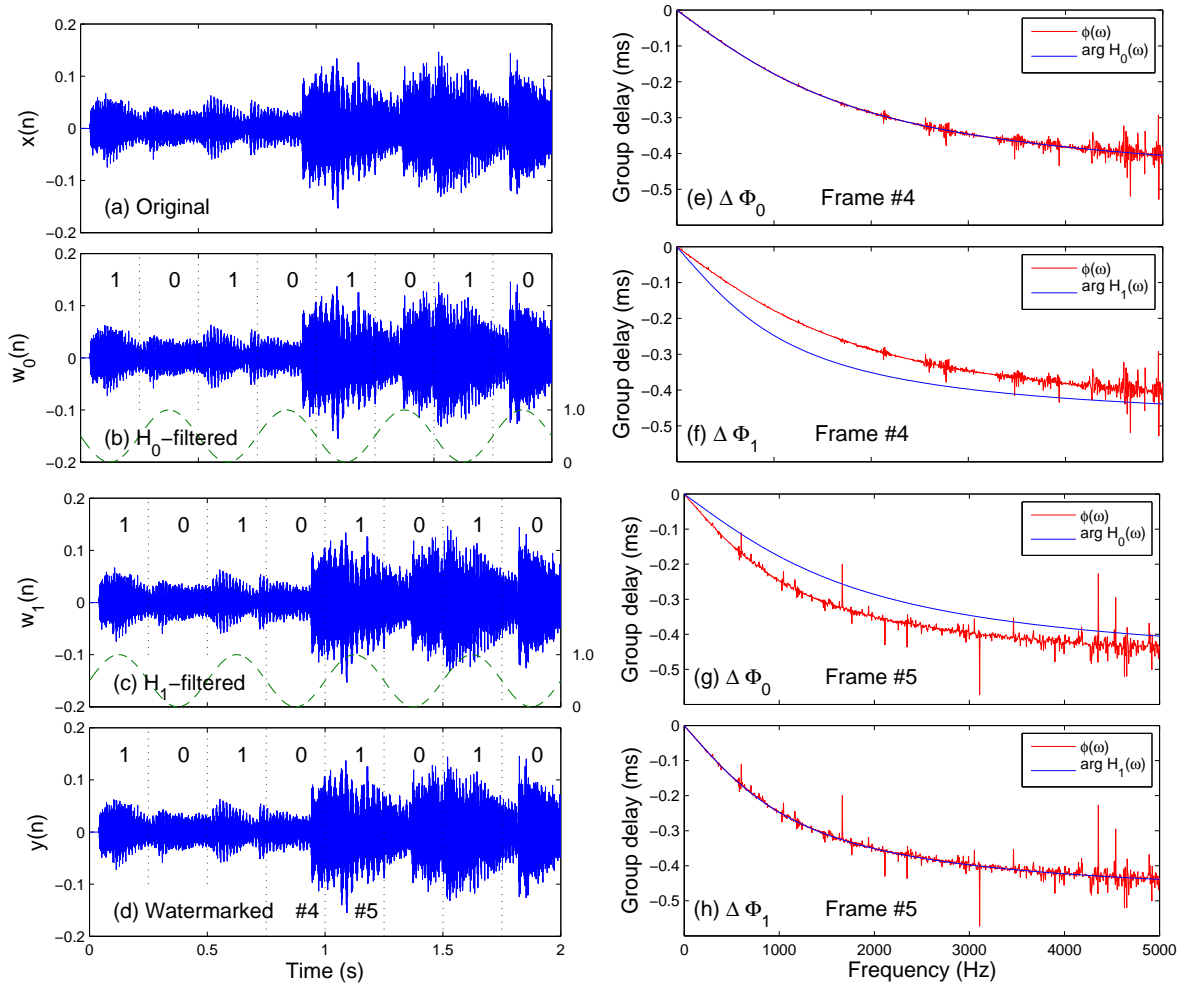 0.2
0.1
0
−0.1
−0.2
x(n)
(a) Original
0.2
0.1
0
−0.1
−0.2
w0(n)
1 0 1 0 1 0 1 0
(b) H0−filtered
1.0
0
0.2
0.1
0
−0.1
−0.2
w1(n)
1 0 1 0 1 0 1 0
(c) H1−filtered
1.0
0
0.2
0.1
0
−0.1
−0.2
y(n)
1 0 1 0 1 0 1 0
(d) Watermarked #4 #5
0 0.5 1 1.5 2
Time (s)
0
−0.1
−0.2
−0.3
−0.4
−0.5
Group delay (ms)
ϕ(ω)
arg H0(ω)
(e) Δ Φ0 Frame #4
0
−0.1
−0.2
−0.3
−0.4
−0.5
Group delay (ms)
ϕ(ω)
arg H1(ω)
(f) Δ Φ1 Frame #4
0
−0.1
−0.2
−0.3
−0.4
−0.5
Group delay (ms)
ϕ(ω)
arg H0(ω)
(g) Δ Φ0 Frame #5
0
−0.1
−0.2
−0.3
−0.4
−0.5
Group delay (ms)
ϕ(ω)
arg H1(ω)
(h) Δ Φ1 Frame #5
0 1000 2000 3000 4000 5000
Frequency (Hz)